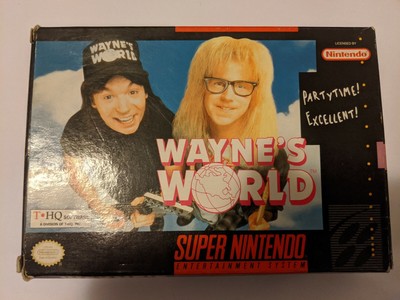 WAYNE'S
WORLD
LICENSED BY
Nintendo
PARTYTIME!
EXCELLENT!
WAYNE'S
WORLD
T•HQ
SUPER NINTENDO
ENTERTAINMENT SYSTEM